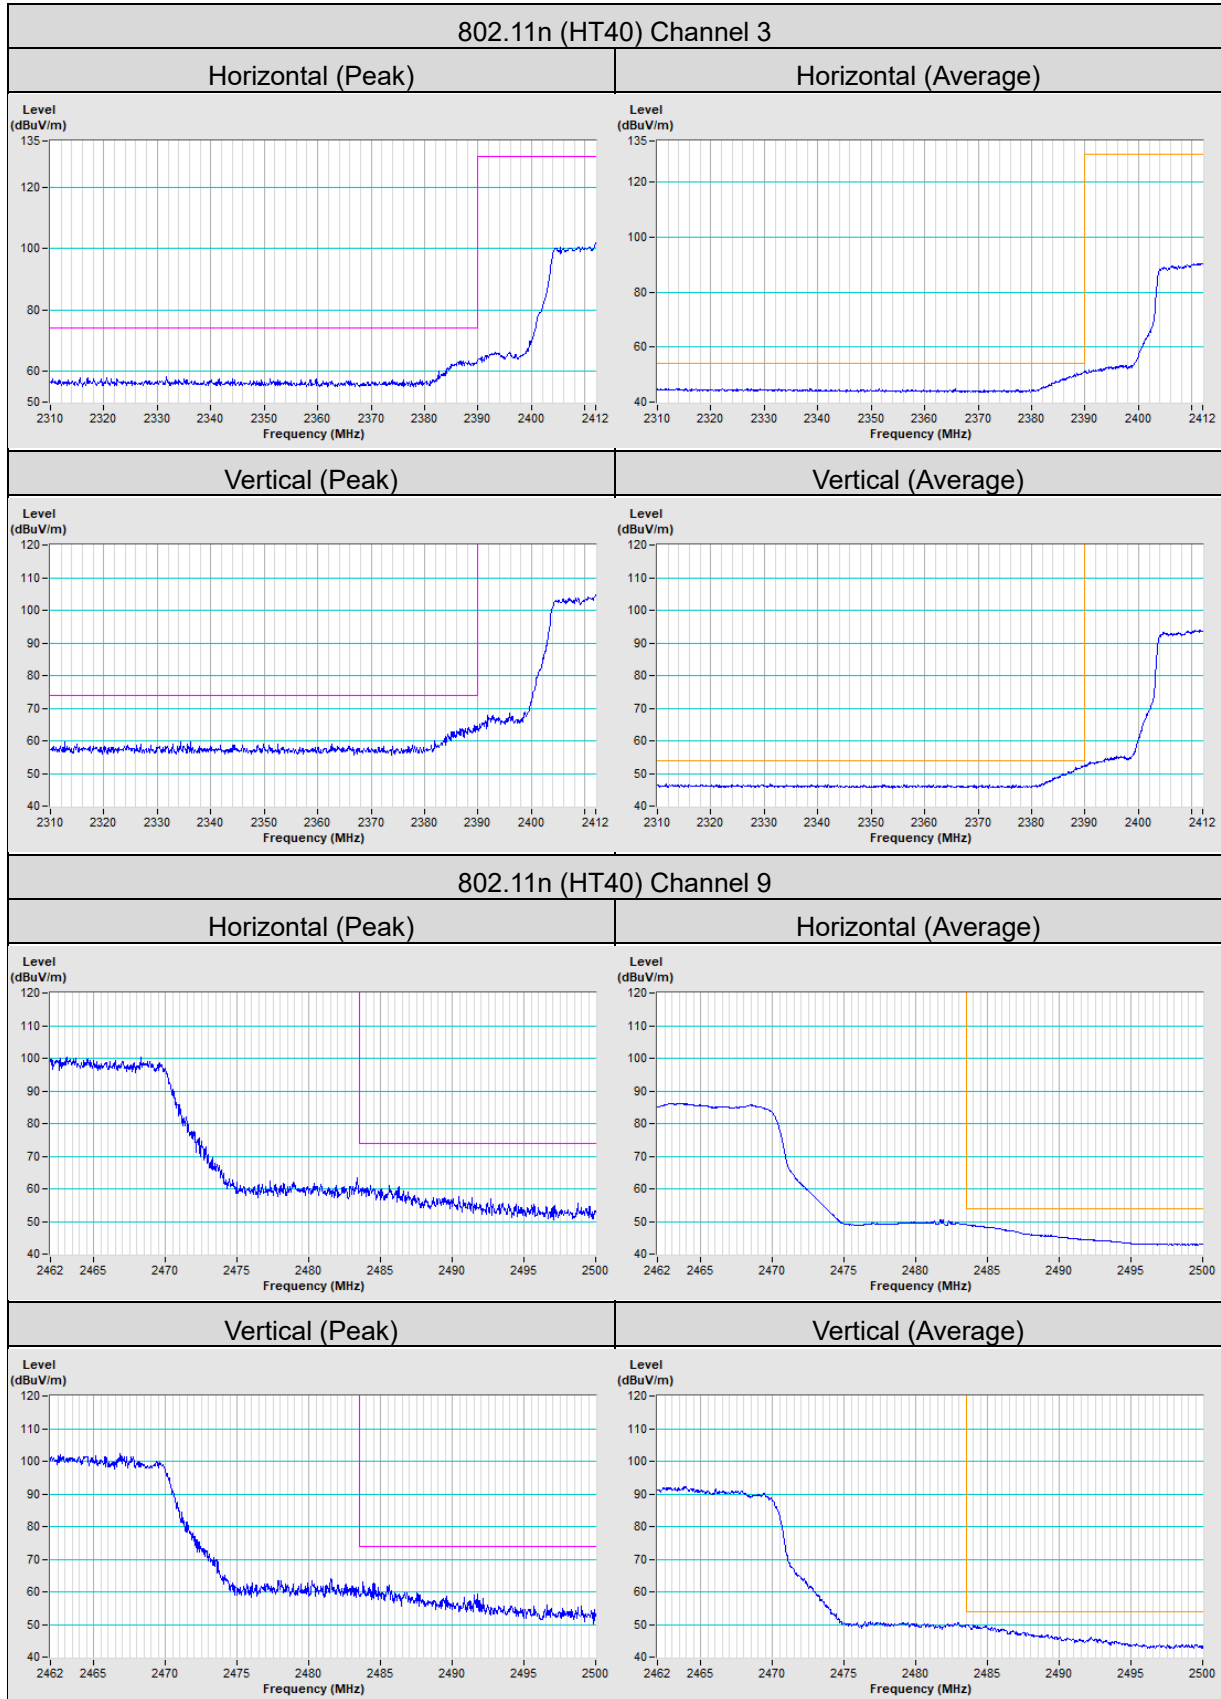 802.11n (HT40) Channel 3
Horizontal (Peak)
Horizontal (Average)
Level
(dBuV/m)
135
120
100
80
60
50
2310 2320 2330 2340 2350 2360 2370 2380 2390 2400 2412
Frequency (MHz)
Level
(dBuV/m)
135
120
100
80
60
40
2310 2320 2330 2340 2350 2360 2370 2380 2390 2400 2412
Frequency (MHz)
Vertical (Peak)
Vertical (Average)
Level
(dBuV/m)
120
110
100
90
80
70
60
50
40
2310 2320 2330 2340 2350 2360 2370 2380 2390 2400 2412
Frequency (MHz)
Level
(dBuV/m)
120
110
100
90
80
70
60
50
40
2310 2320 2330 2340 2350 2360 2370 2380 2390 2400 2412
Frequency (MHz)
802.11n (HT40) Channel 9
Horizontal (Peak)
Horizontal (Average)
Level
(dBuV/m)
120
110
100
90
80
70
60
50
40
2462 2465 2470 2475 2480 2485 2490 2495 2500
Frequency (MHz)
Level
(dBuV/m)
120
110
100
90
80
70
60
50
40
2462 2465 2470 2475 2480 2485 2490 2495 2500
Frequency (MHz)
Vertical (Peak)
Vertical (Average)
Level
(dBuV/m)
120
110
100
90
80
70
60
50
40
2462 2465 2470 2475 2480 2485 2490 2495 2500
Frequency (MHz)
Level
(dBuV/m)
120
110
100
90
80
70
60
50
40
2462 2465 2470 2475 2480 2485 2490 2495 2500
Frequency (MHz)